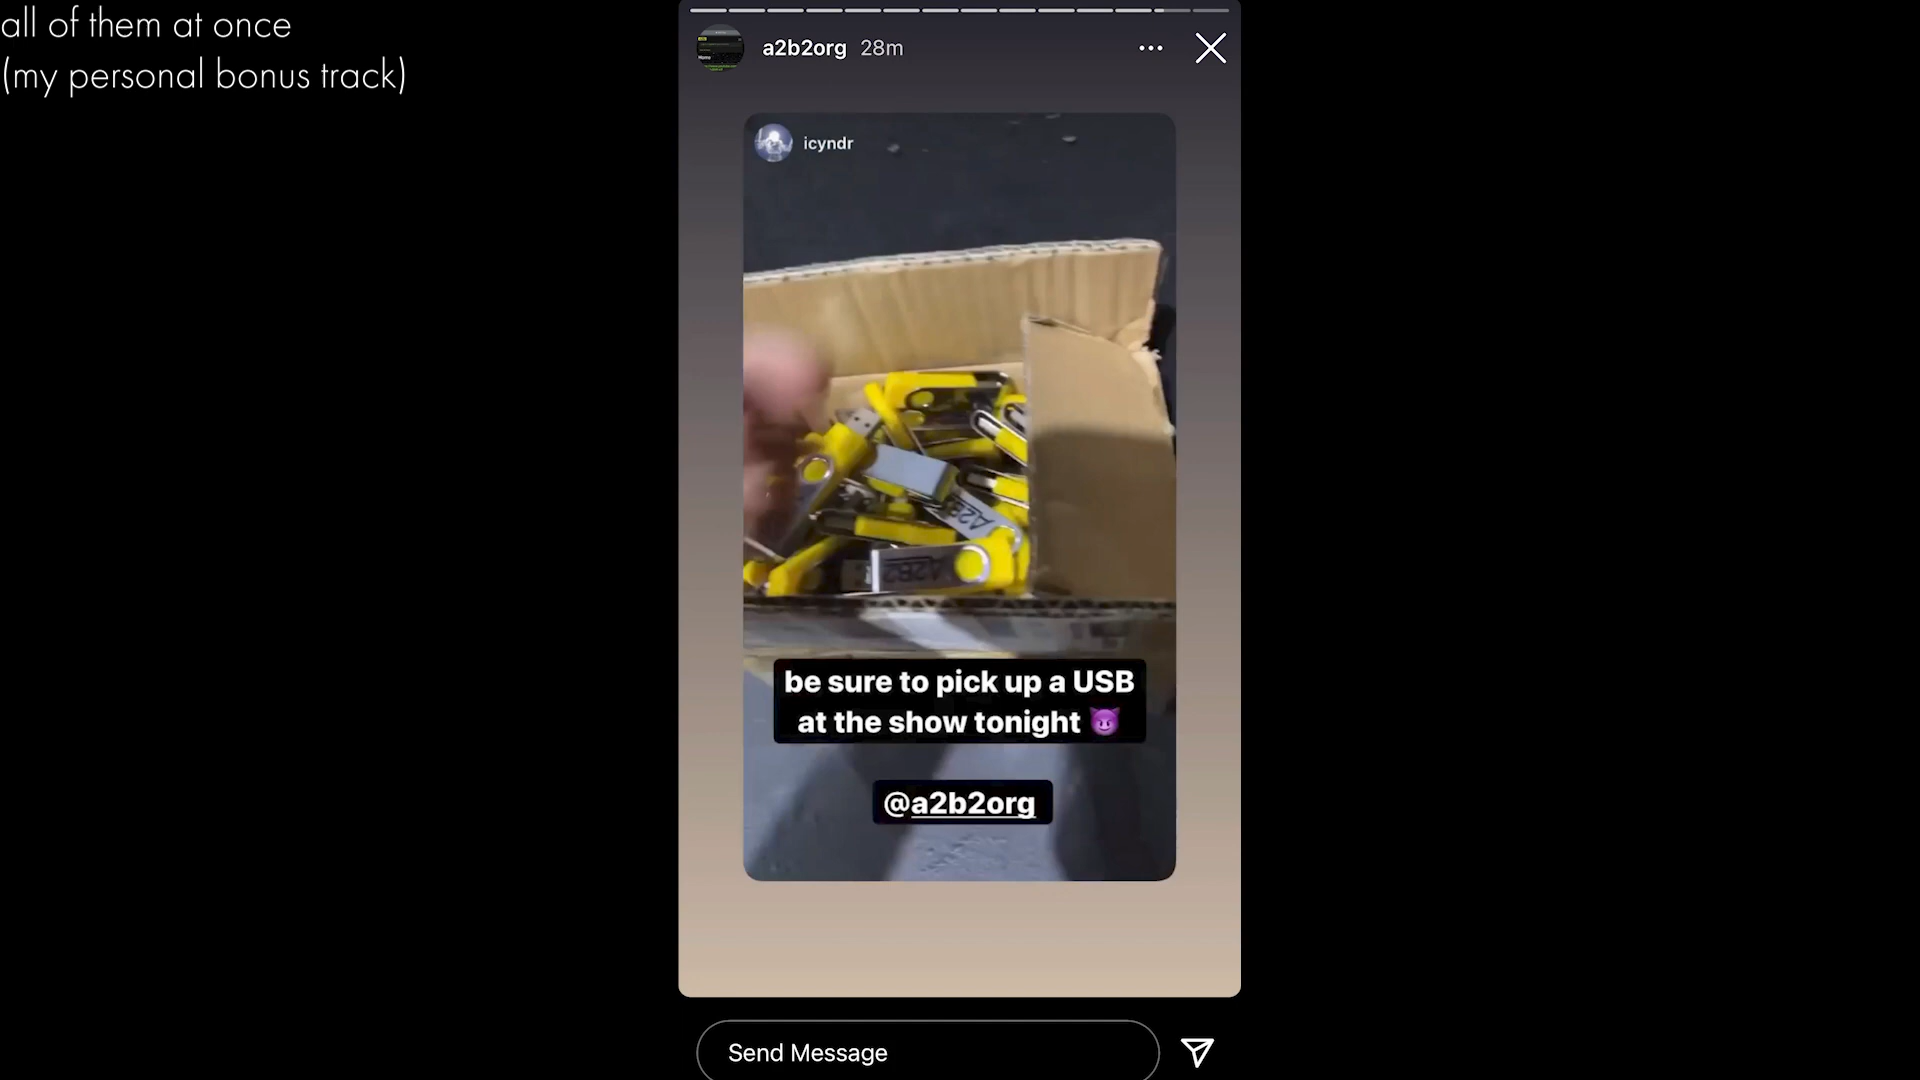 all of them at once
(my personal bonus track)
a2b2org 28m
icyndr
A2B2
be sure to pick up a USB
at the show tonight 😈
@a2b2org
Send Message